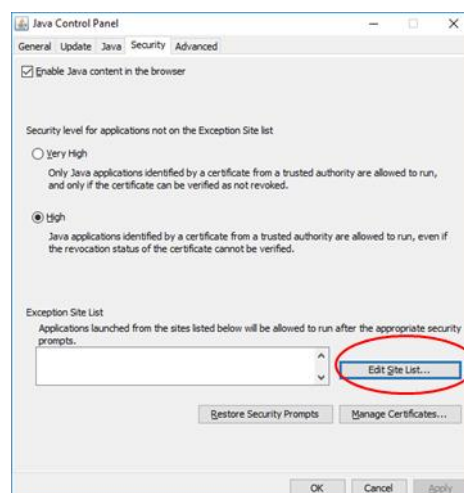 Java Control Panel
General Update Java Security Advanced
Enable Java content in the browser
Security level for applications not on the Exception Site list
Very High
Only Java applications identified by a certificate from a trusted authority are allowed to run,
and only if the certificate can be verified as not revoked.
High
Java applications identified by a certificate from a trusted authority are allowed to run, even if
the revocation status of the certificate cannot be verified.
Exception Site List
Applications launched from the sites listed below will be allowed to run after the appropriate security
prompts.
Edit Site List...
Restore Security Prompts Manage Certificates...
OK Cancel Apply